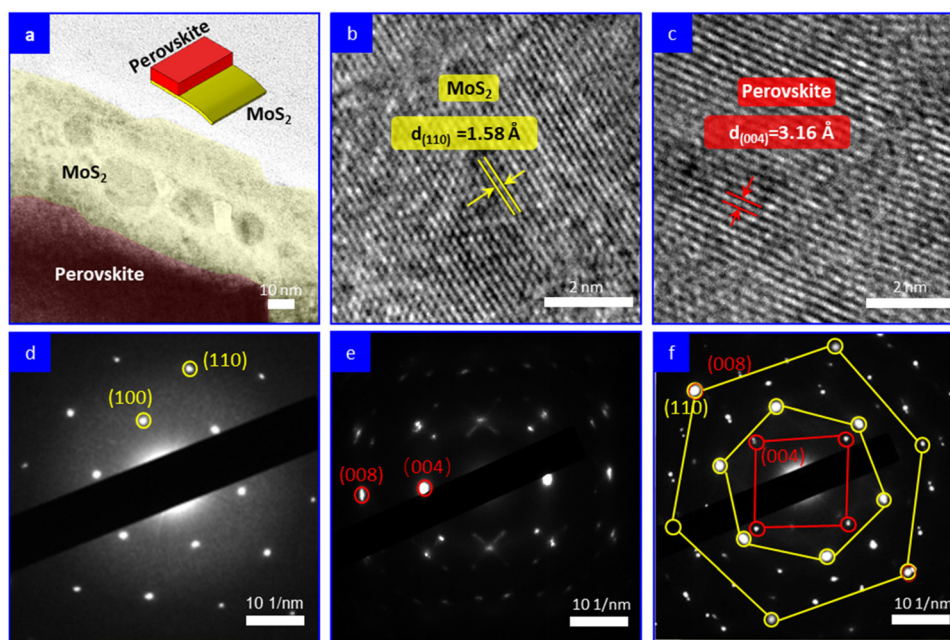 a
Perovskite
MoS2
MoS2
Perovskite
10 nm
b
MoS2
d(110) =1.58 Å
2 nm
c
Perovskite
d(004)=3.16 Å
2 nm
d
(110)
(100)
10 1/nm
e
(008)
(004)
10 1/nm
f
(008)
(110)
(004)
10 1/nm